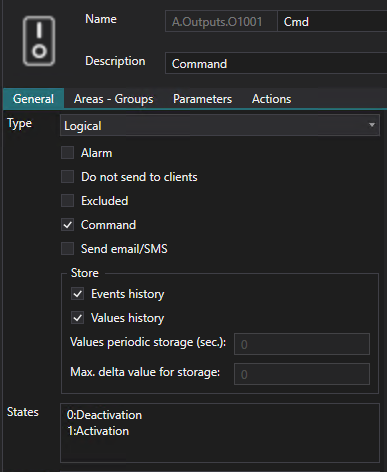 Name A.Outputs.O1001 Cmd
Description Command
General Areas - Groups Parameters Actions
Type Logical
Alarm
Do not send to clients
Excluded
Command
Send email/SMS
Store
Events history
Values history
Values periodic storage (sec.): 0
Max. delta value for storage: 0
States 0:Deactivation
1:Activation